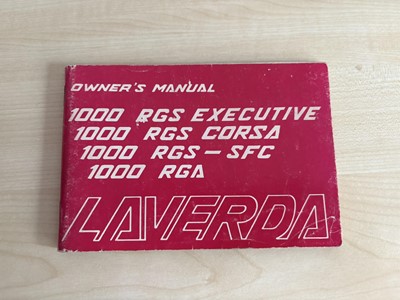 OWNER'S MANUAL
1000 RGS EXECUTIVE
1000 RGS CORSA
1000 RGS - SFC
1000 RGA
LAVERDA